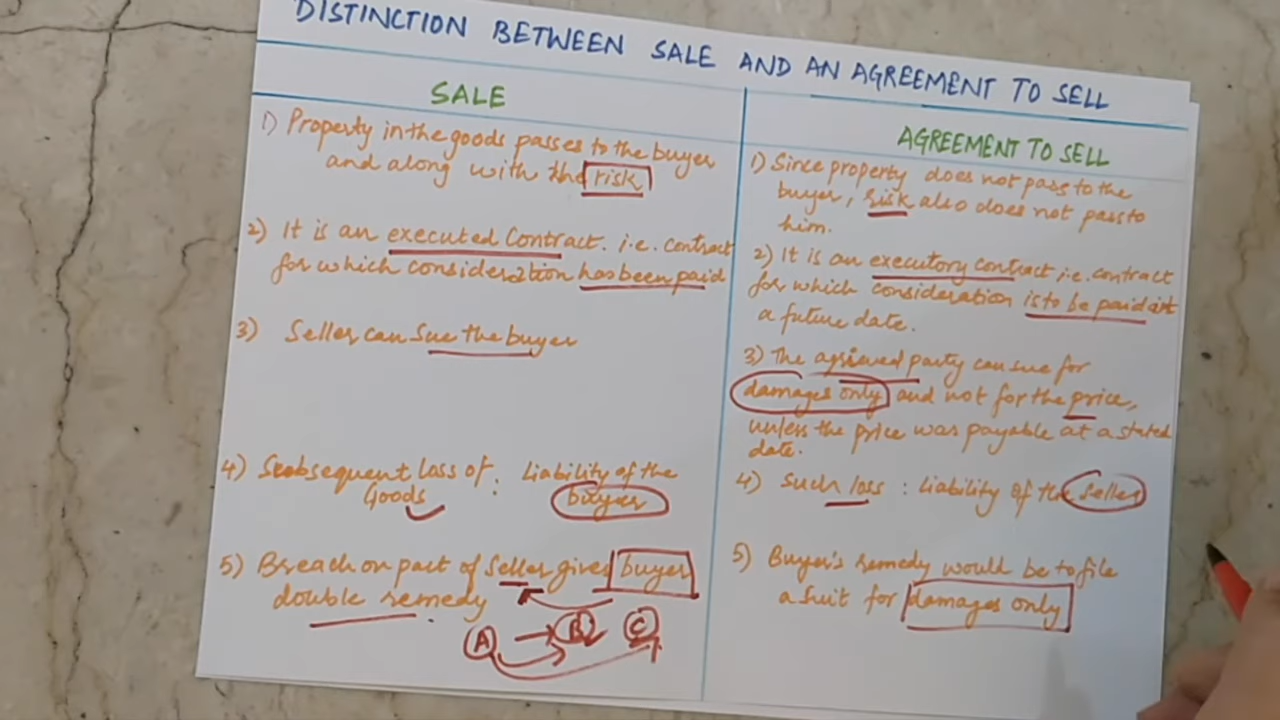 DISTINCTION BETWEEN SALE AND AN AGREEMENT TO SELL
SALE
1) Property in the goods passes to the buyer
and along with the risk
2) It is an executed Contract. i.e. contract
for which consideration has been paid
3) Seller can sue the buyer
4) Subsequent loss of : liability of the
Goods buyer
5) Breach on part of seller gives buyer
double remedy.
A B C
AGREEMENT TO SELL
1) Since property does not pass to the
buyer, risk also does not pass to
him.
2) It is an executory contract i.e. contract
for which consideration is to be paid at
a future date.
3) The agrieved party can sue for
damages only and not for the price,
unless the price was payable at a stated
date.
4) Such loss : liability of the seller
5) Buyer's remedy would be to file
a suit for damages only